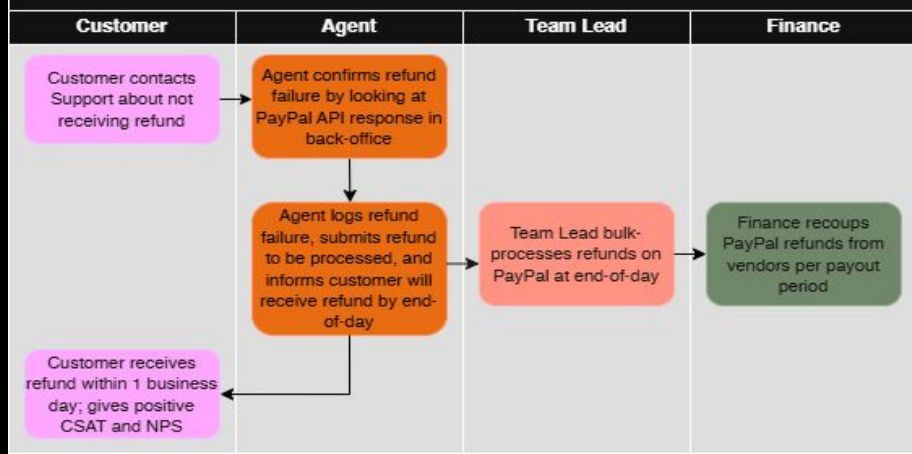 Customer
Agent
Team Lead
Finance
Customer contacts
Support about not
receiving refund
Agent confirms refund
failure by looking at
PayPal API response in
back-office
Agent logs refund
failure, submits refund
to be processed, and
informs customer will
receive refund by end-
of-day
Team Lead bulk-
processes refunds on
PayPal at end-of-day
Finance recoups
PayPal refunds from
vendors per payout
period
Customer receives
refund within 1 business
day; gives positive
CSAT and NPS